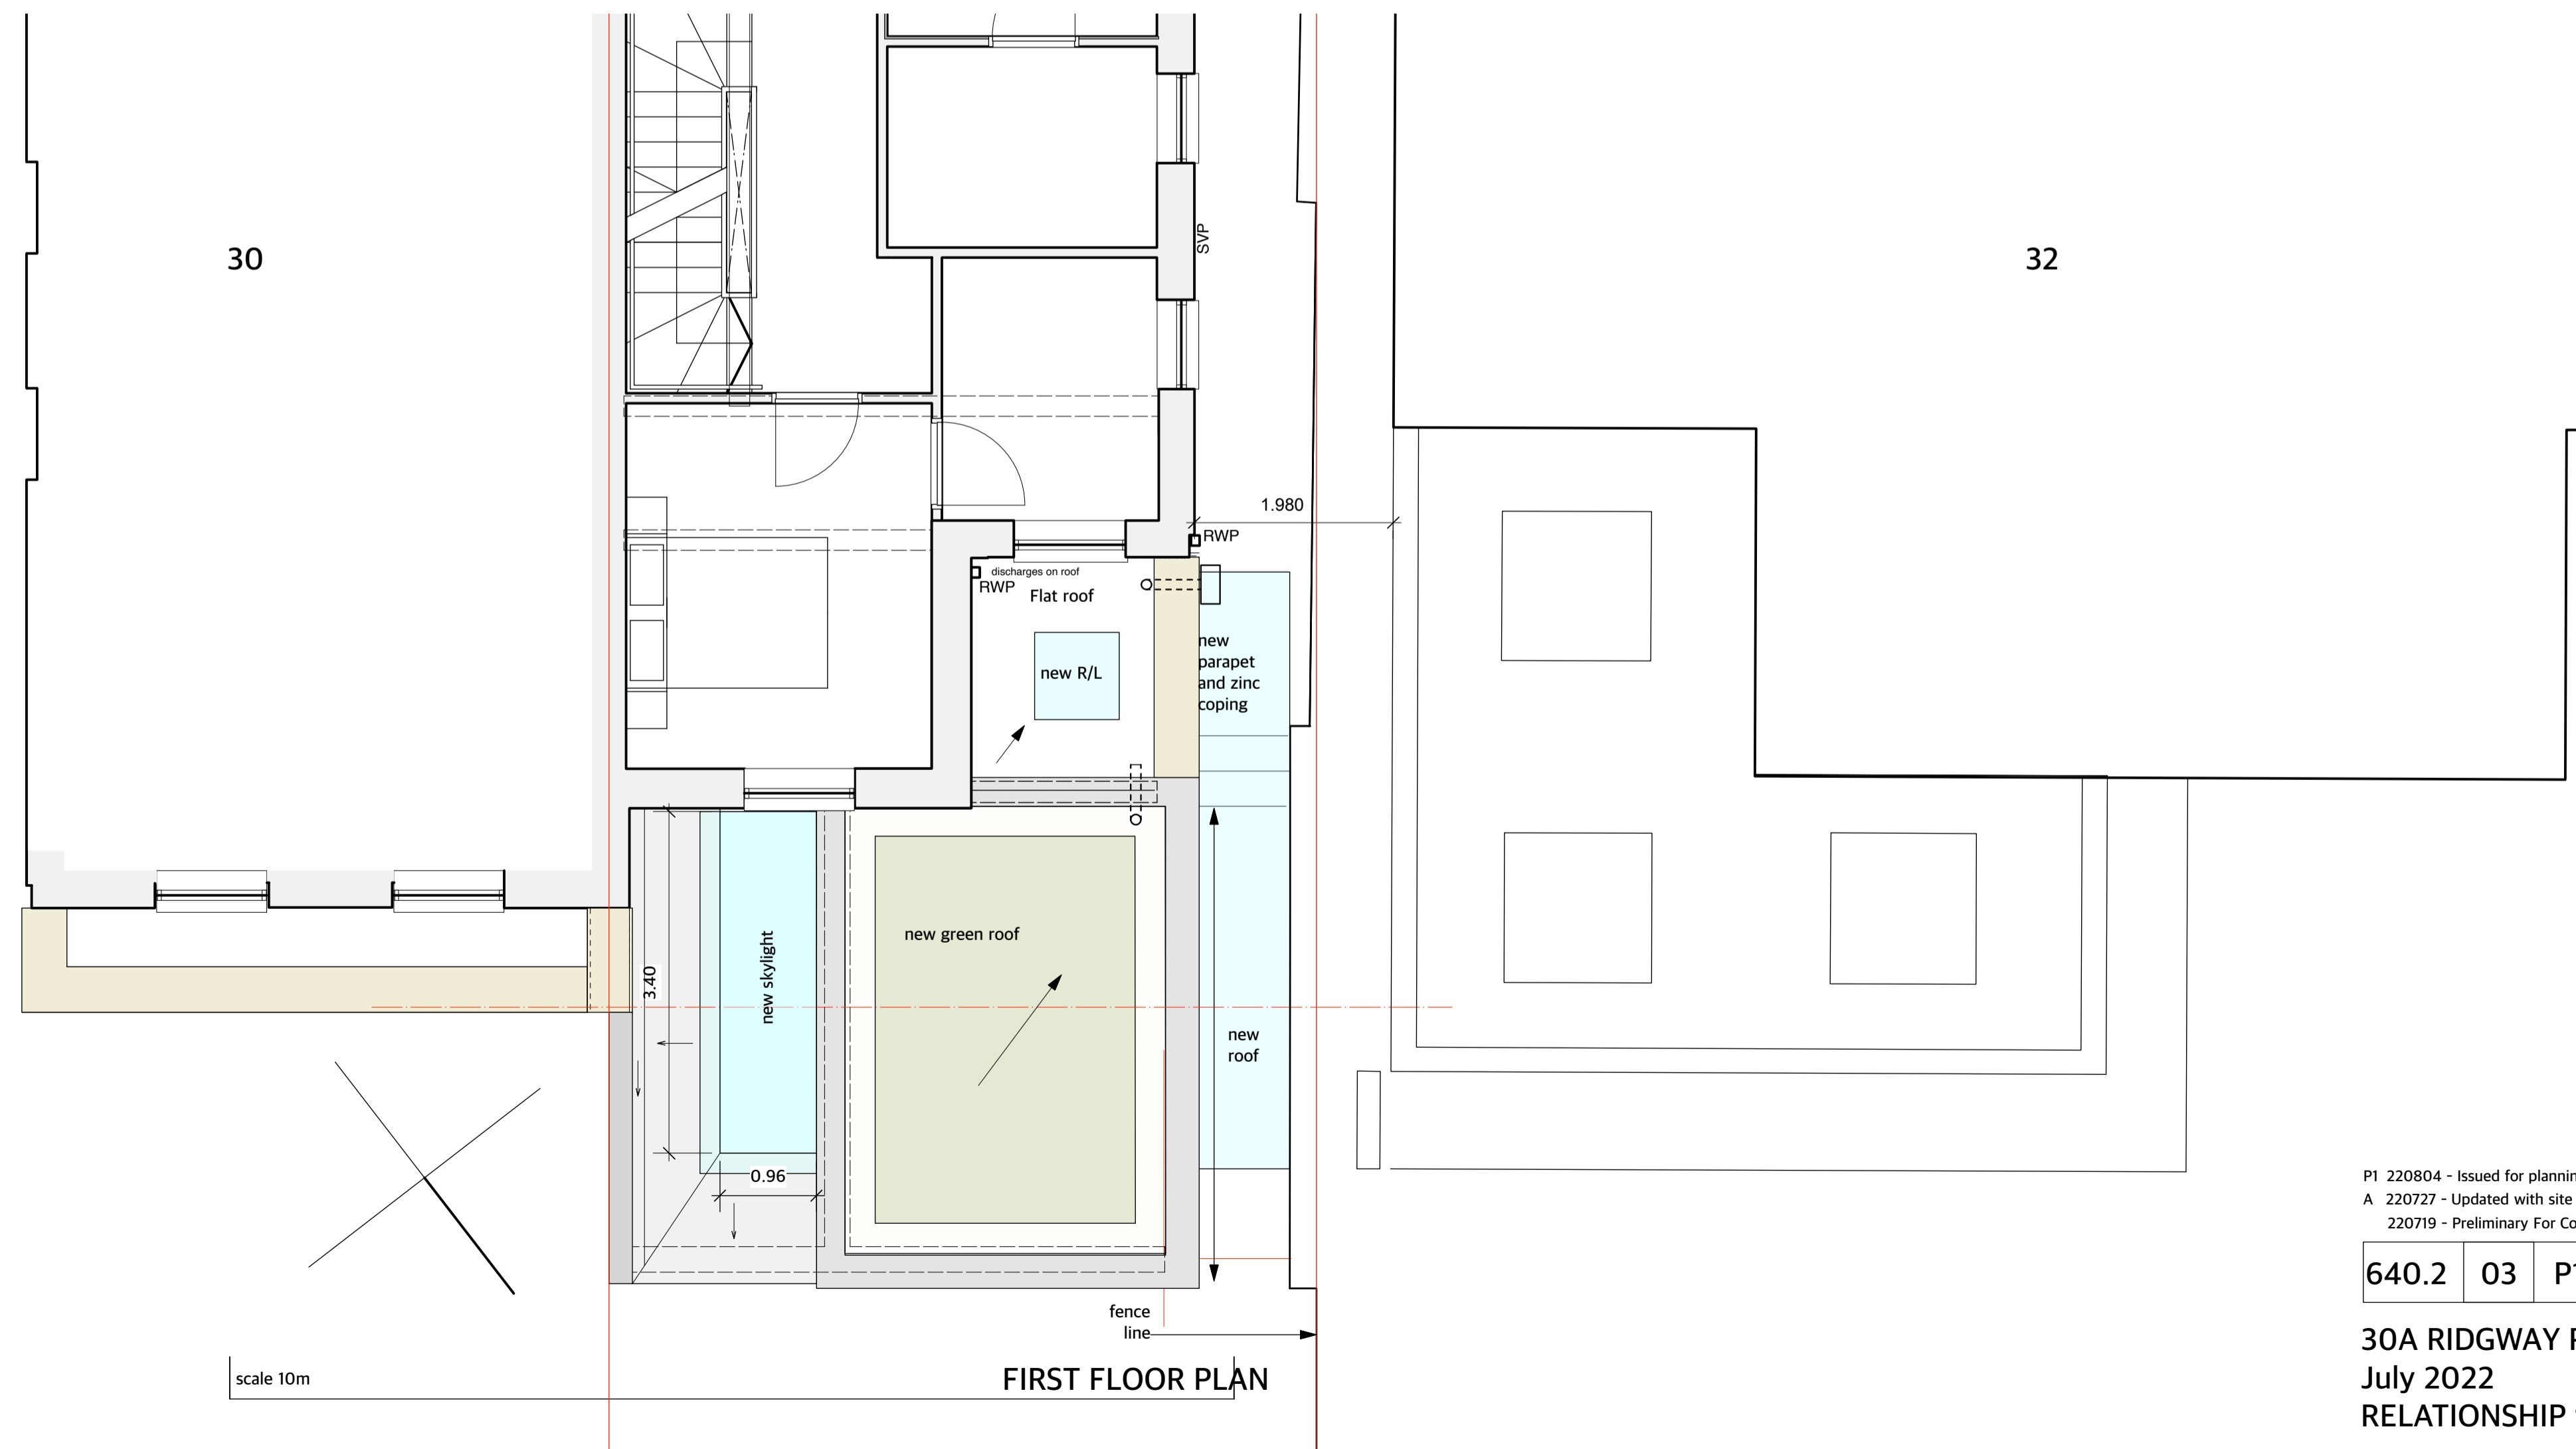 30
32
SVP
1.980
RWP
discharges on roof
RWP
Flat roof
new R/L
new
parapet
and zinc
coping
new green roof
new skylight
3.40
0.96
new
roof
fence
line
scale 10m
FIRST FLOOR PLAN
P1 220804 - Issued for plannin
A 220727 - Updated with site
220719 - Preliminary For Co
640.2 03 P1
30A RIDGWAY
July 2022
RELATIONSHIP